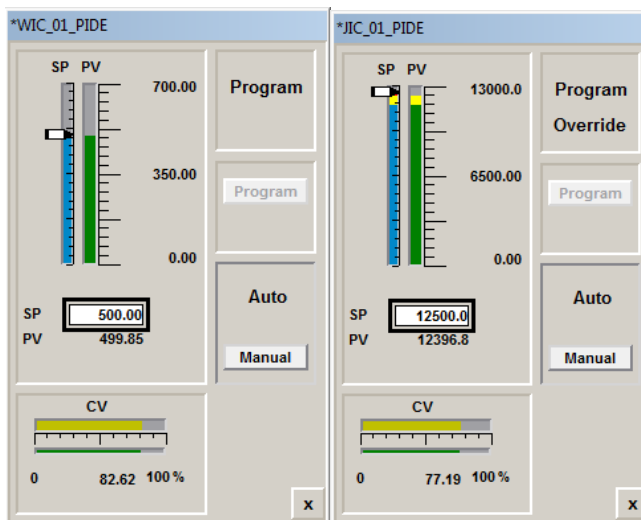 *WIC_01_PIDE
SP PV
700.00
350.00
0.00
SP 500.00
PV 499.85
Program
Program
Auto
Manual
CV
0 82.62 100 %
x
*JIC_01_PIDE
SP PV
13000.0
6500.00
0.00
SP 12500.0
PV 12396.8
Program
Override
Program
Auto
Manual
CV
0 77.19 100 %
x